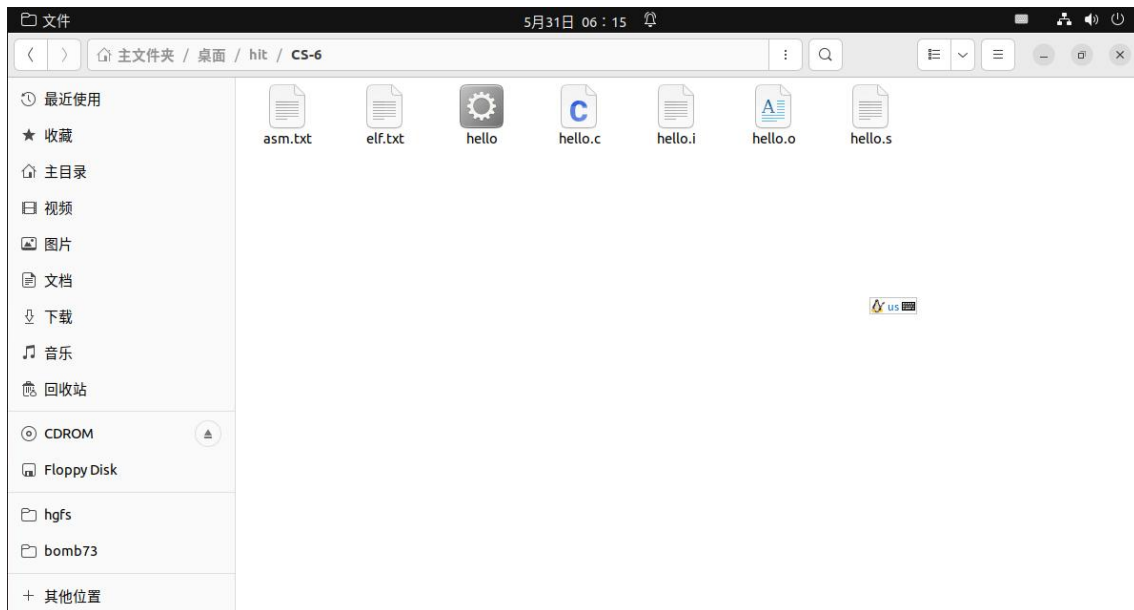 文件
5月31日 06：15
主文件夹 / 桌面 / hit / CS-6
最近使用
收藏
主目录
视频
图片
文档
下载
音乐
回收站
CDROM
Floppy Disk
hgfs
bomb73
+ 其他位置
asm.txt elf.txt hello hello.c hello.i hello.o hello.s
us